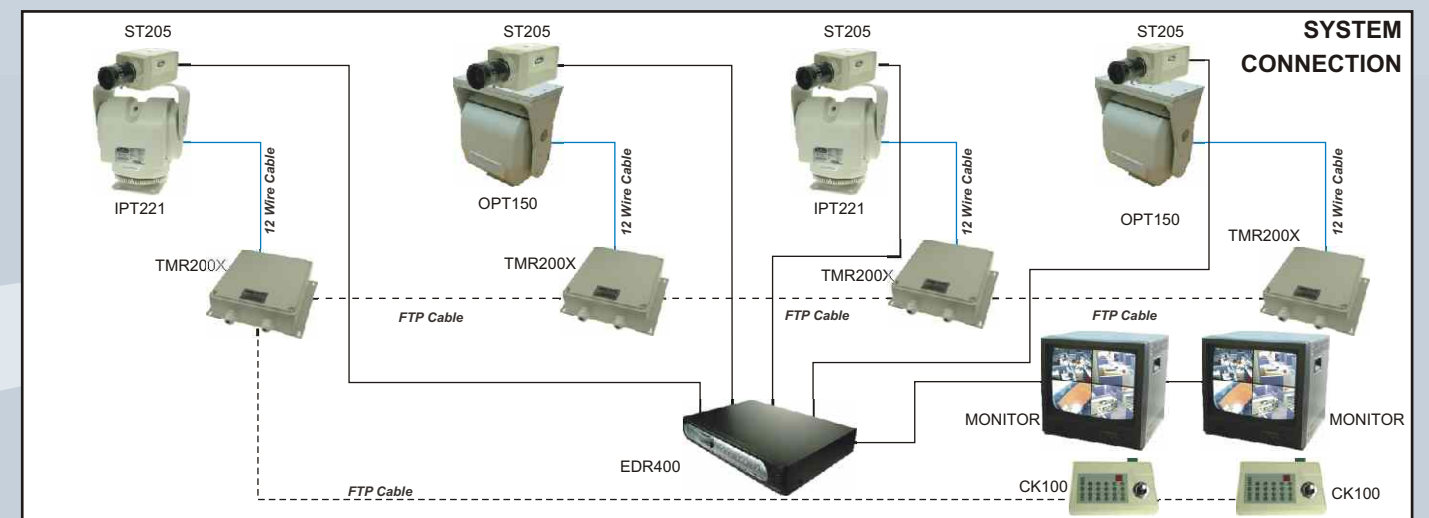 ST205
ST205
ST205
ST205
SYSTEM
CONNECTION
12 Wire Cable
12 Wire Cable
12 Wire Cable
12 Wire Cable
IPT221
OPT150
IPT221
OPT150
TMR200X
TMR200X
TMR200X
TMR200X
FTP Cable
FTP Cable
FTP Cable
MONITOR
MONITOR
EDR400
FTP Cable
CK100
CK100